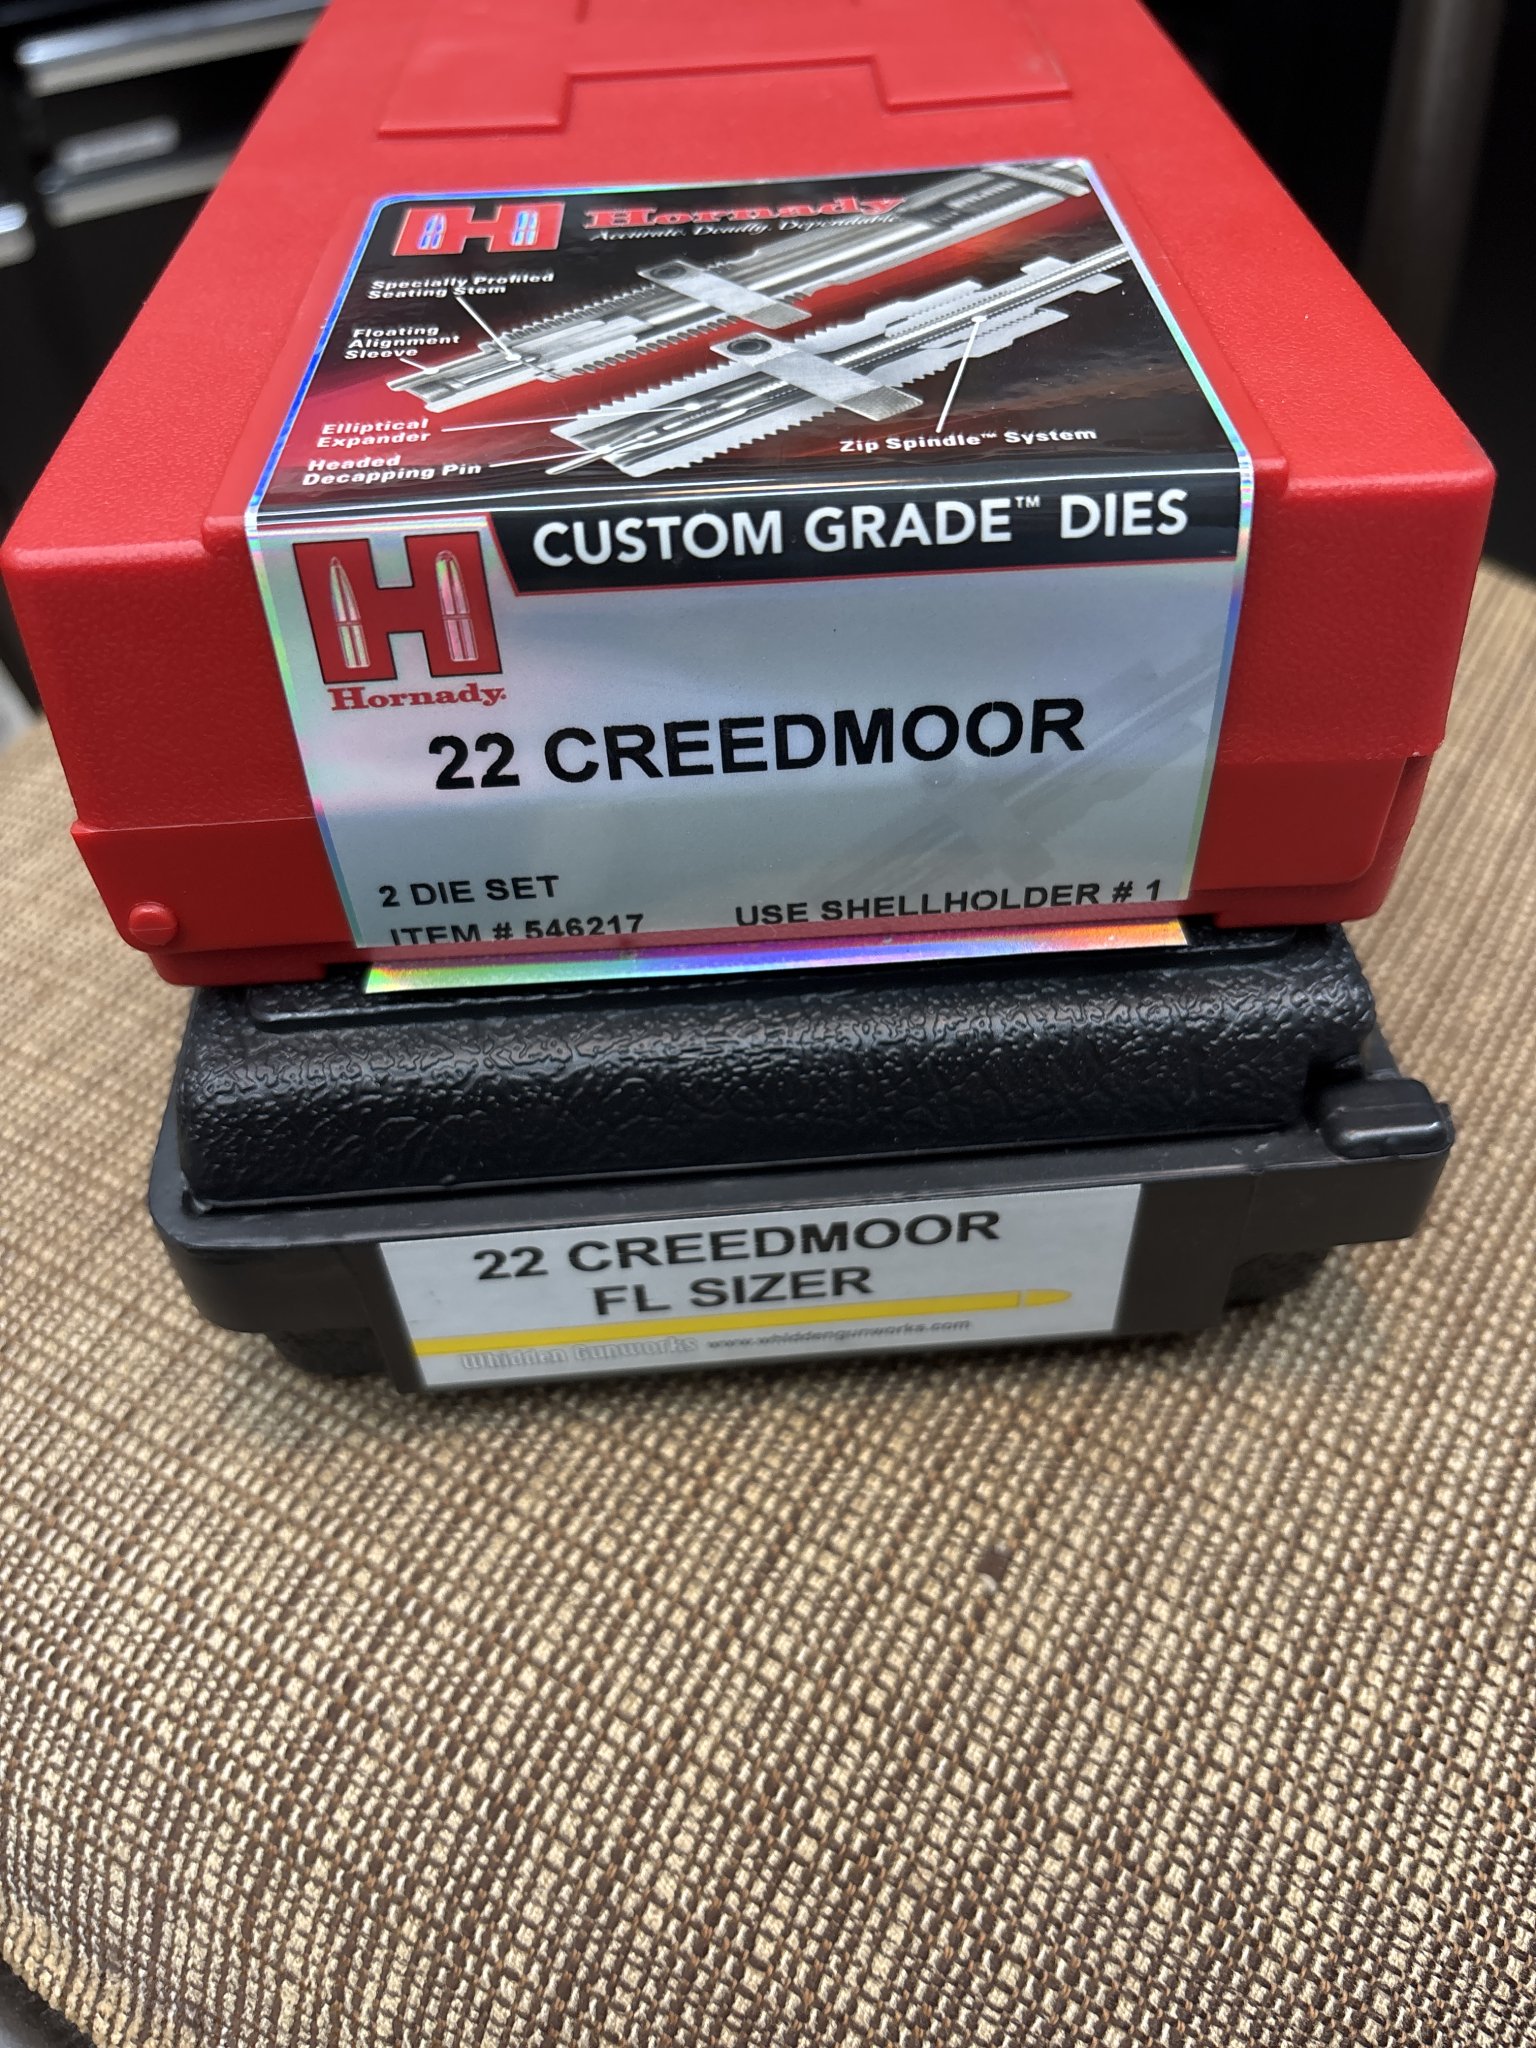 Hornady
Accurate. Deadly. Dependable
Specially Profiled
Seating Stem
Floating
Alignment
Sleeve
Elliptical
Expander
Headed
Decapping Pin
Zip Spindle™ System
CUSTOM GRADE™ DIES
Hornady
22 CREEDMOOR
2 DIE SET
ITEM # 546217
USE SHELLHOLDER # 1
22 CREEDMOOR
FL SIZER
Whidden Gunworks www.whiddengunworks.com